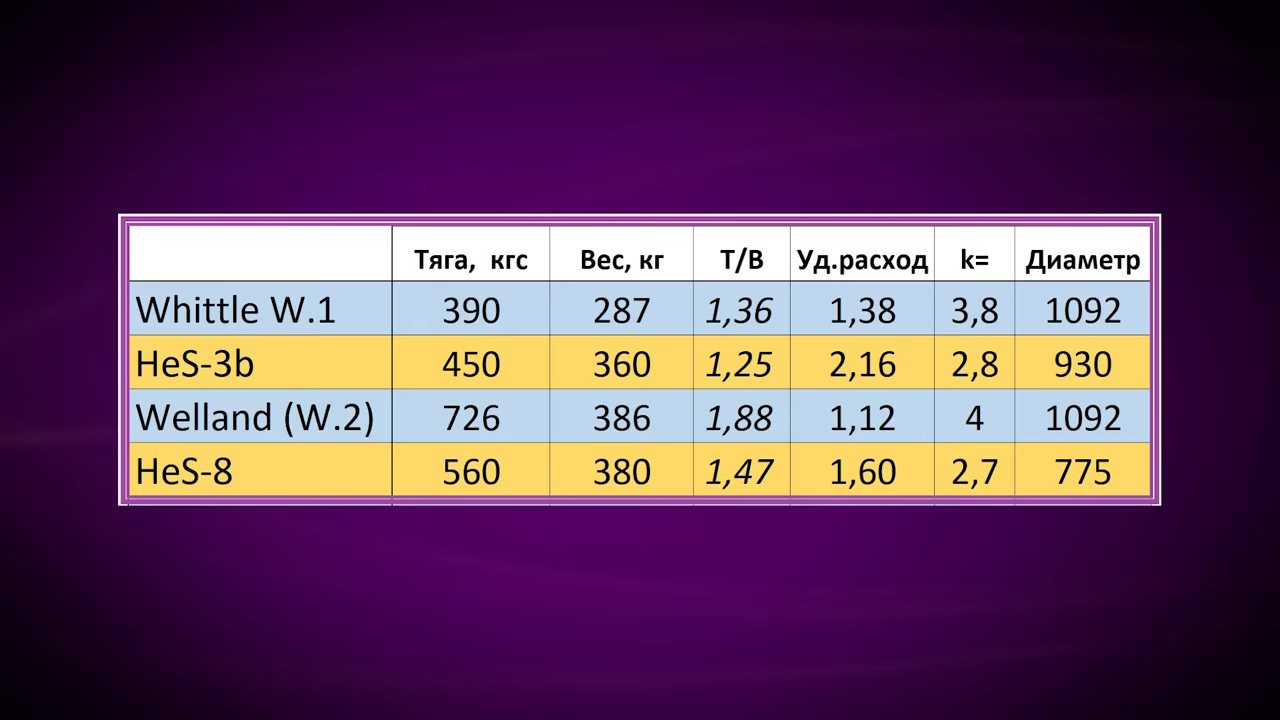 Тяга, кгс Вес, кг Т/В Уд.расход k= Диаметр
Whittle W.1 390 287 1,36 1,38 3,8 1092
HeS-3b 450 360 1,25 2,16 2,8 930
Welland (W.2) 726 386 1,88 1,12 4 1092
HeS-8 560 380 1,47 1,60 2,7 775